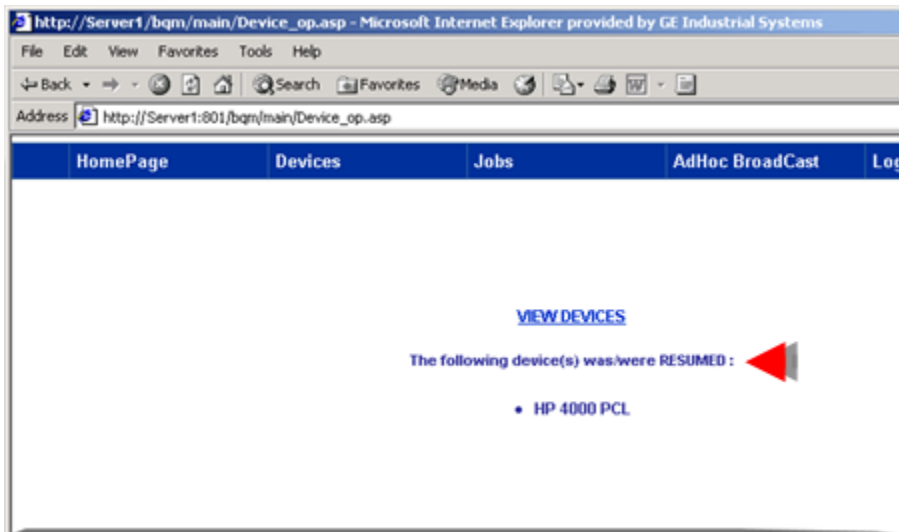 http://Server1/bqm/main/Device_op.asp - Microsoft Internet Explorer provided by GE Industrial Systems
File Edit View Favorites Tools Help
Back Search Favorites Media
Address http://Server1:801/bqm/main/Device_op.asp
HomePage Devices Jobs AdHoc BroadCast Log
VIEW DEVICES
The following device(s) was/were RESUMED :
• HP 4000 PCL